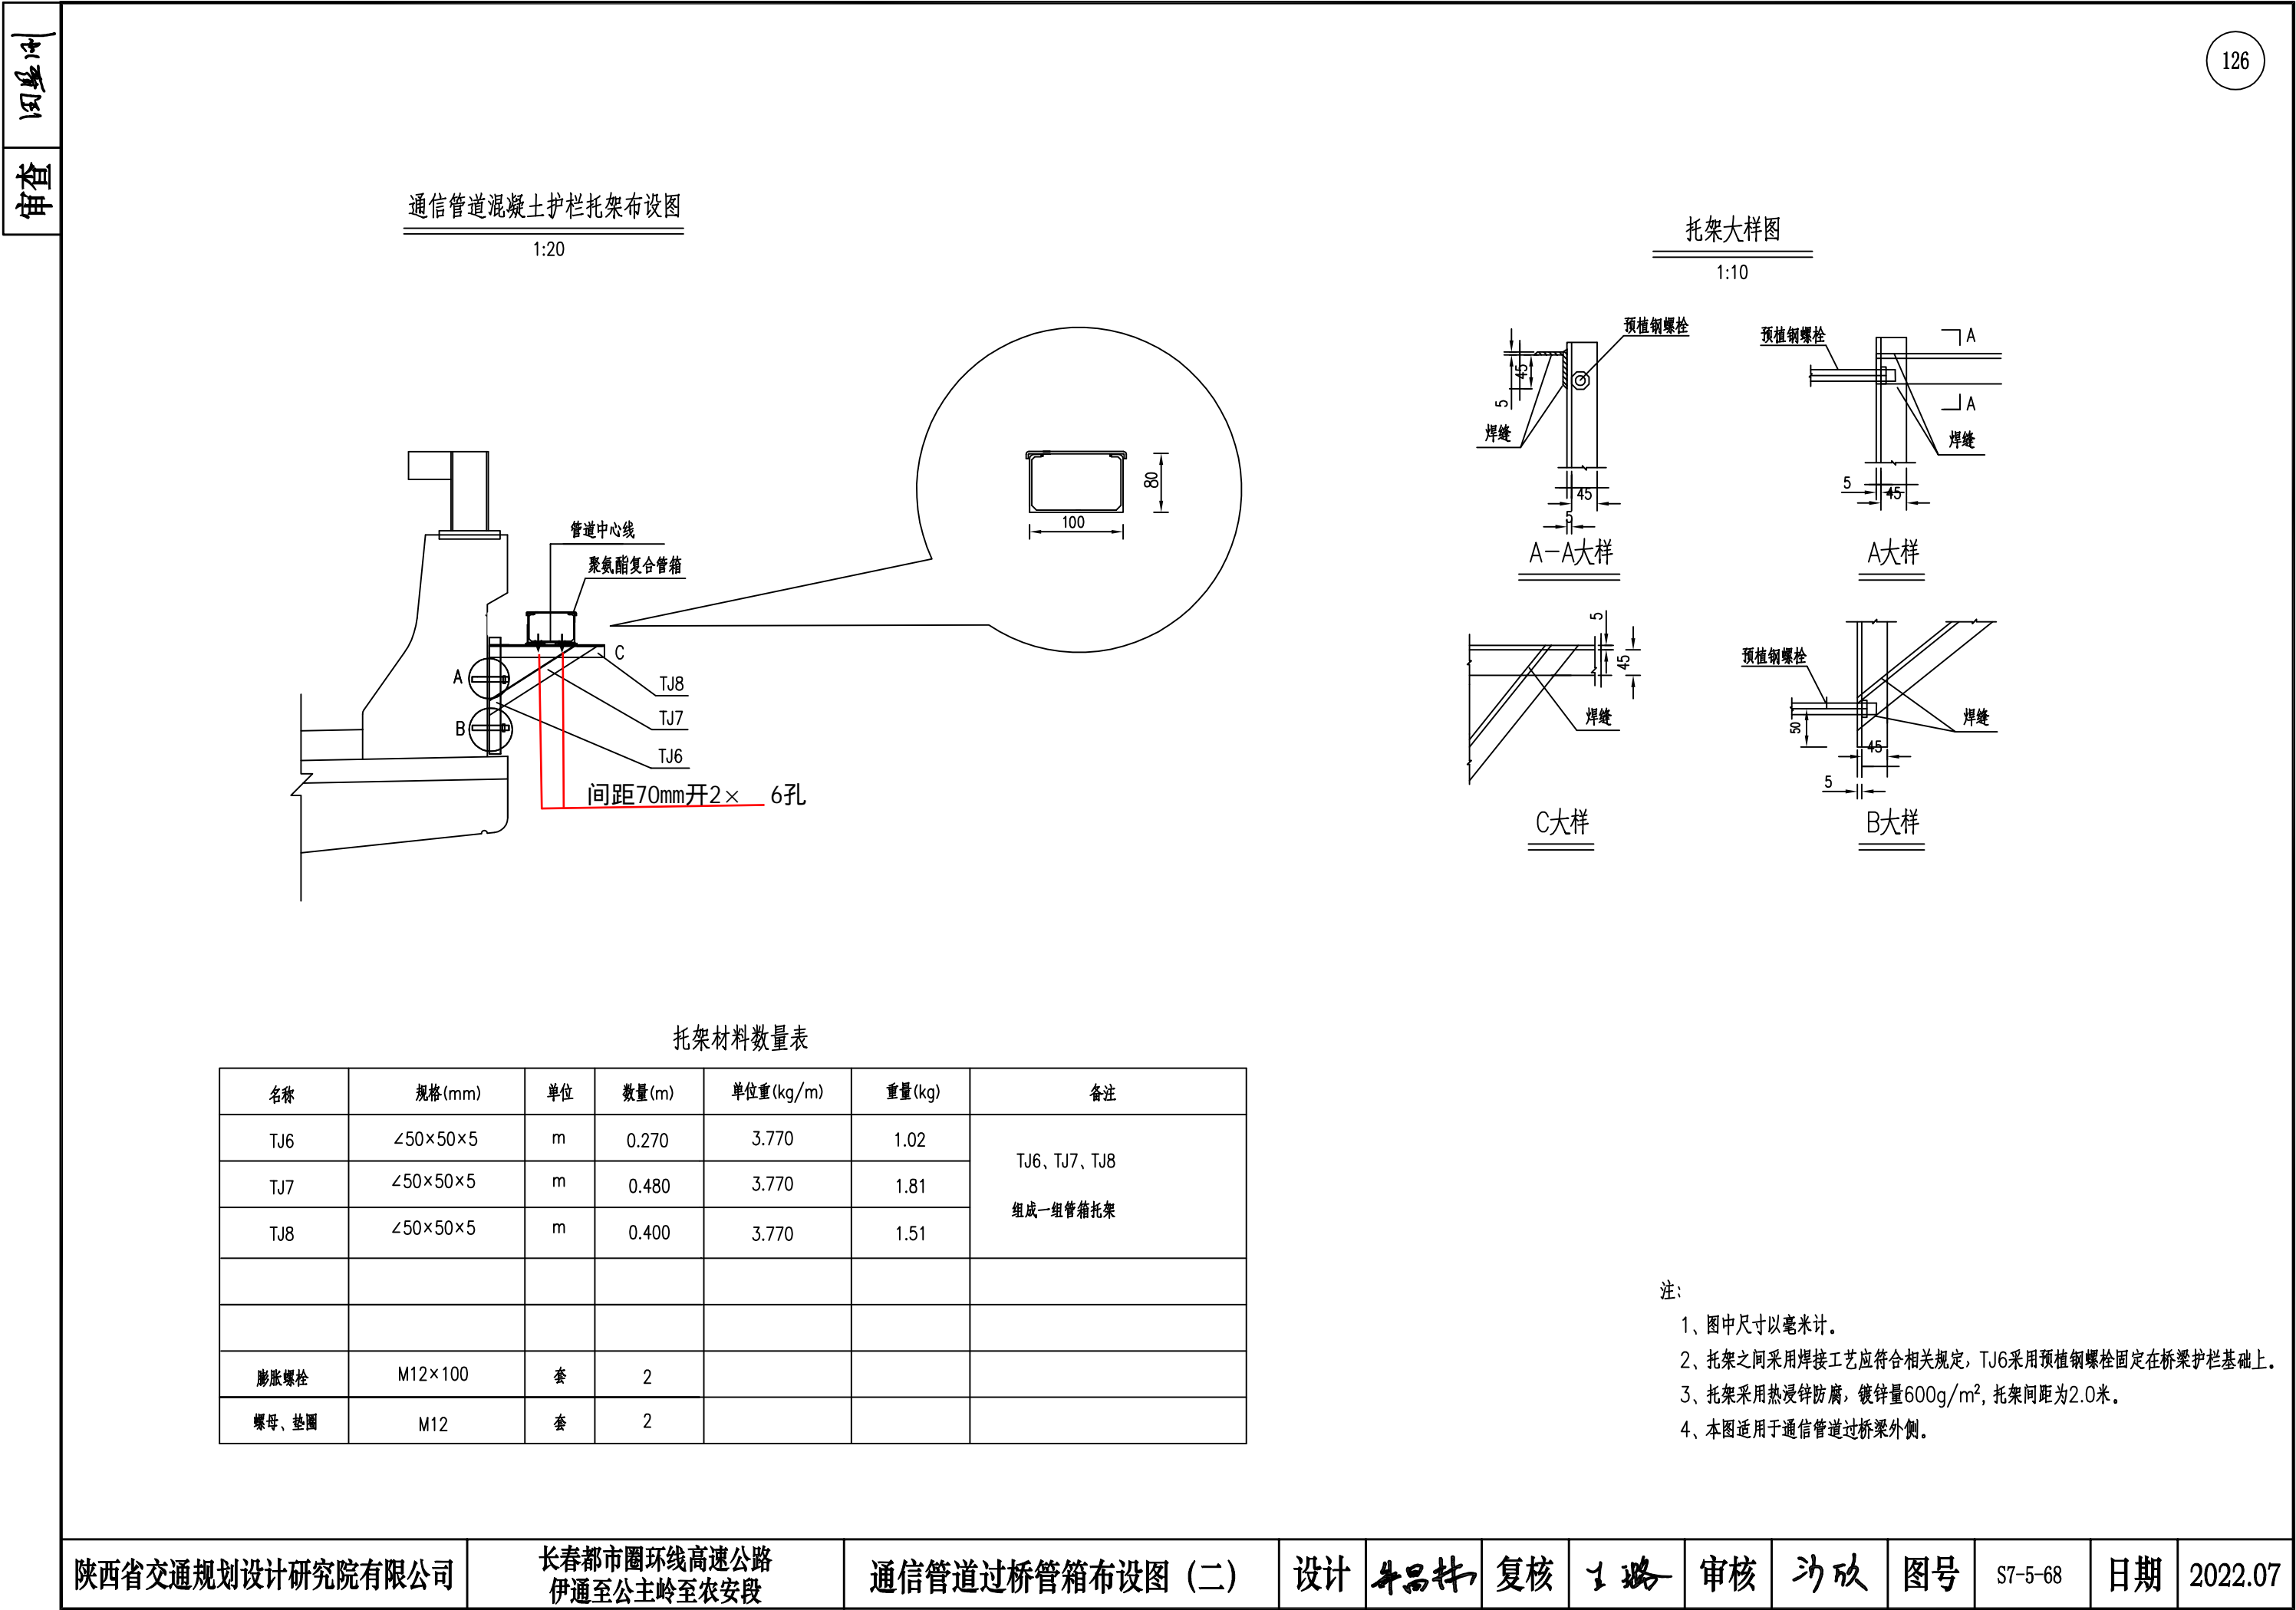 126
审查
通信管道混凝土护栏托架布设图
1:20
管道中心线
聚氨酯复合管箱
A
B
C
TJ8
TJ7
TJ6
间距70mm开2× 6孔
80
100
托架大样图
1:10
预植钢螺栓
5
45
焊缝
45
5
A-A大样
预植钢螺栓
A
A
焊缝
5
45
A大样
5
45
焊缝
C大样
预植钢螺栓
50
焊缝
45
5
B大样
托架材料数量表
名称 规格(mm) 单位 数量(m) 单位重(kg/m) 重量(kg) 备注
TJ6 ∠50×50×5 m 0.270 3.770 1.02
TJ7 ∠50×50×5 m 0.480 3.770 1.81
TJ8 ∠50×50×5 m 0.400 3.770 1.51
TJ6、TJ7、TJ8
组成一组管箱托架
膨胀螺栓 M12×100 套 2
螺母、垫圈 M12 套 2
注:
1、图中尺寸以毫米计。
2、托架之间采用焊接工艺应符合相关规定，TJ6采用预植钢螺栓固定在桥梁护栏基础上。
3、托架采用热浸锌防腐，镀锌量600g/m²，托架间距为2.0米。
4、本图适用于通信管道过桥梁外侧。
陕西省交通规划设计研究院有限公司
长春都市圈环线高速公路
伊通至公主岭至农安段
通信管道过桥管箱布设图（二）
设计
复核 王璐
审核 沙欣
图号 S7-5-68
日期 2022.07